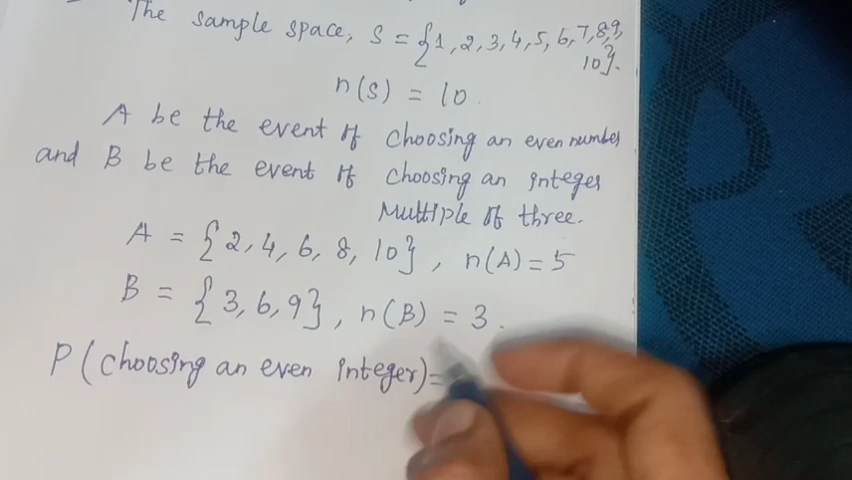 The sample space, S = {1, 2, 3, 4, 5, 6, 7, 8, 9,
10}.
n(S) = 10.
A be the event of choosing an even number
and B be the event of choosing an integer
Multiple of three.
A = {2, 4, 6, 8, 10}, n(A) = 5
B = {3, 6, 9}, n(B) = 3.
P(choosing an even integer) =